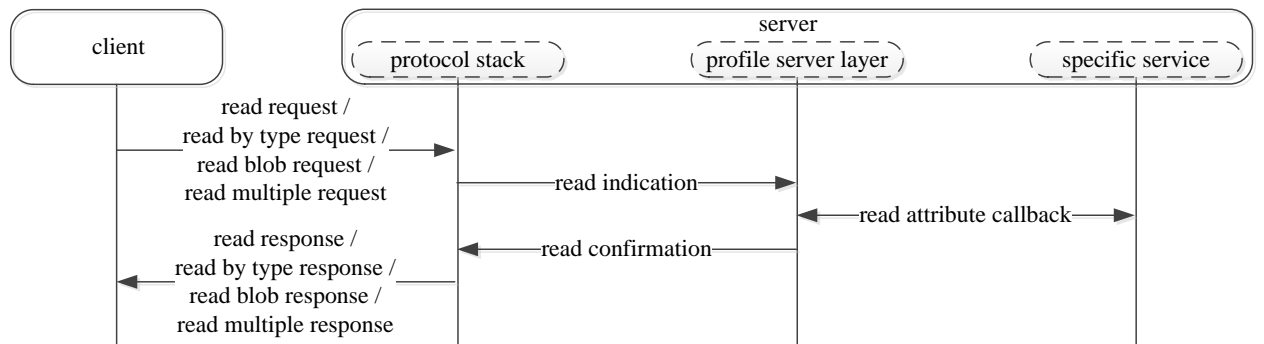 client
server
protocol stack
profile server layer
specific service
read request /
read by type request /
read blob request /
read multiple request
read indication
read attribute callback
read confirmation
read response /
read by type response /
read blob response /
read multiple response